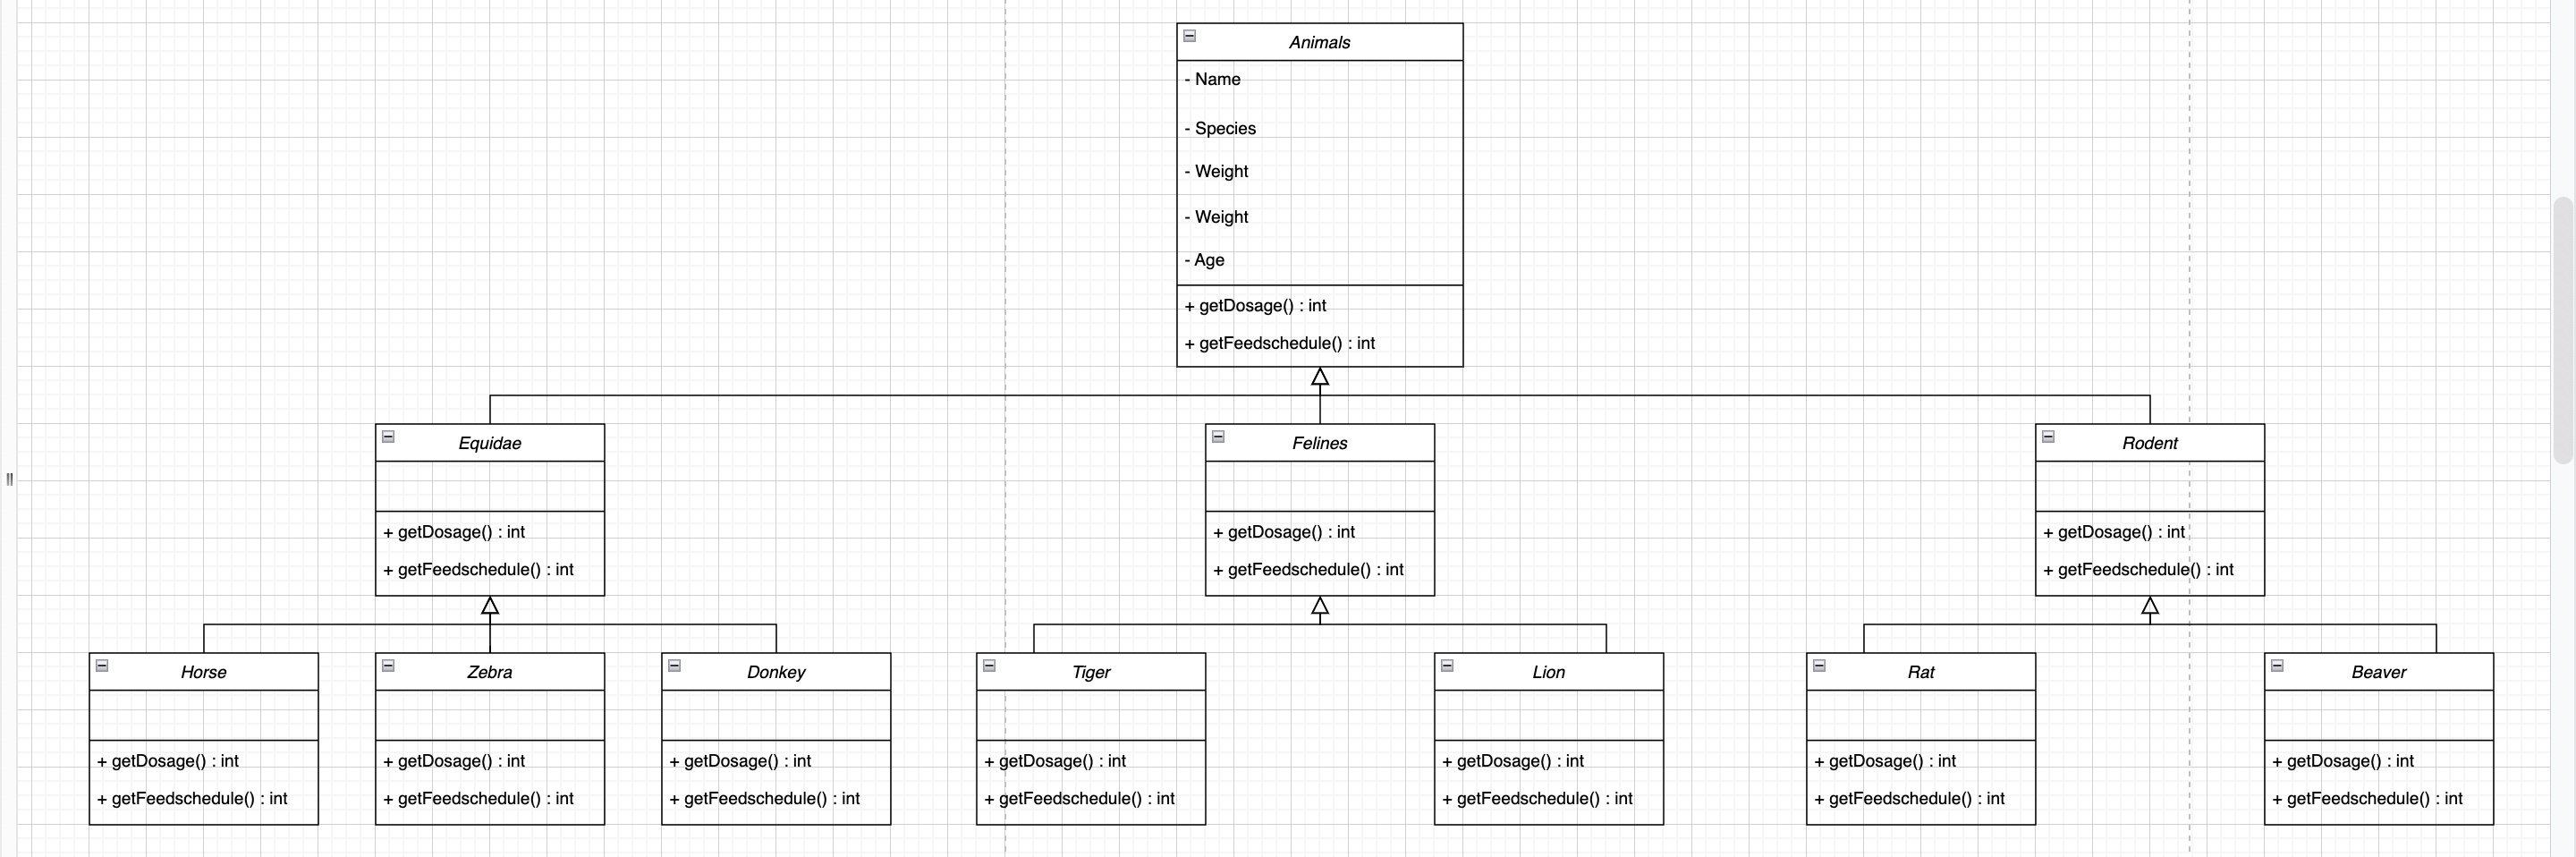 Animals
- Name
- Species
- Weight
- Weight
- Age
+ getDosage() : int
+ getFeedschedule() : int
Equidae
+ getDosage() : int
+ getFeedschedule() : int
Felines
+ getDosage() : int
+ getFeedschedule() : int
Rodent
+ getDosage() : int
+ getFeedschedule() : int
Horse
+ getDosage() : int
+ getFeedschedule() : int
Zebra
+ getDosage() : int
+ getFeedschedule() : int
Donkey
+ getDosage() : int
+ getFeedschedule() : int
Tiger
+ getDosage() : int
+ getFeedschedule() : int
Lion
+ getDosage() : int
+ getFeedschedule() : int
Rat
+ getDosage() : int
+ getFeedschedule() : int
Beaver
+ getDosage() : int
+ getFeedschedule() : int